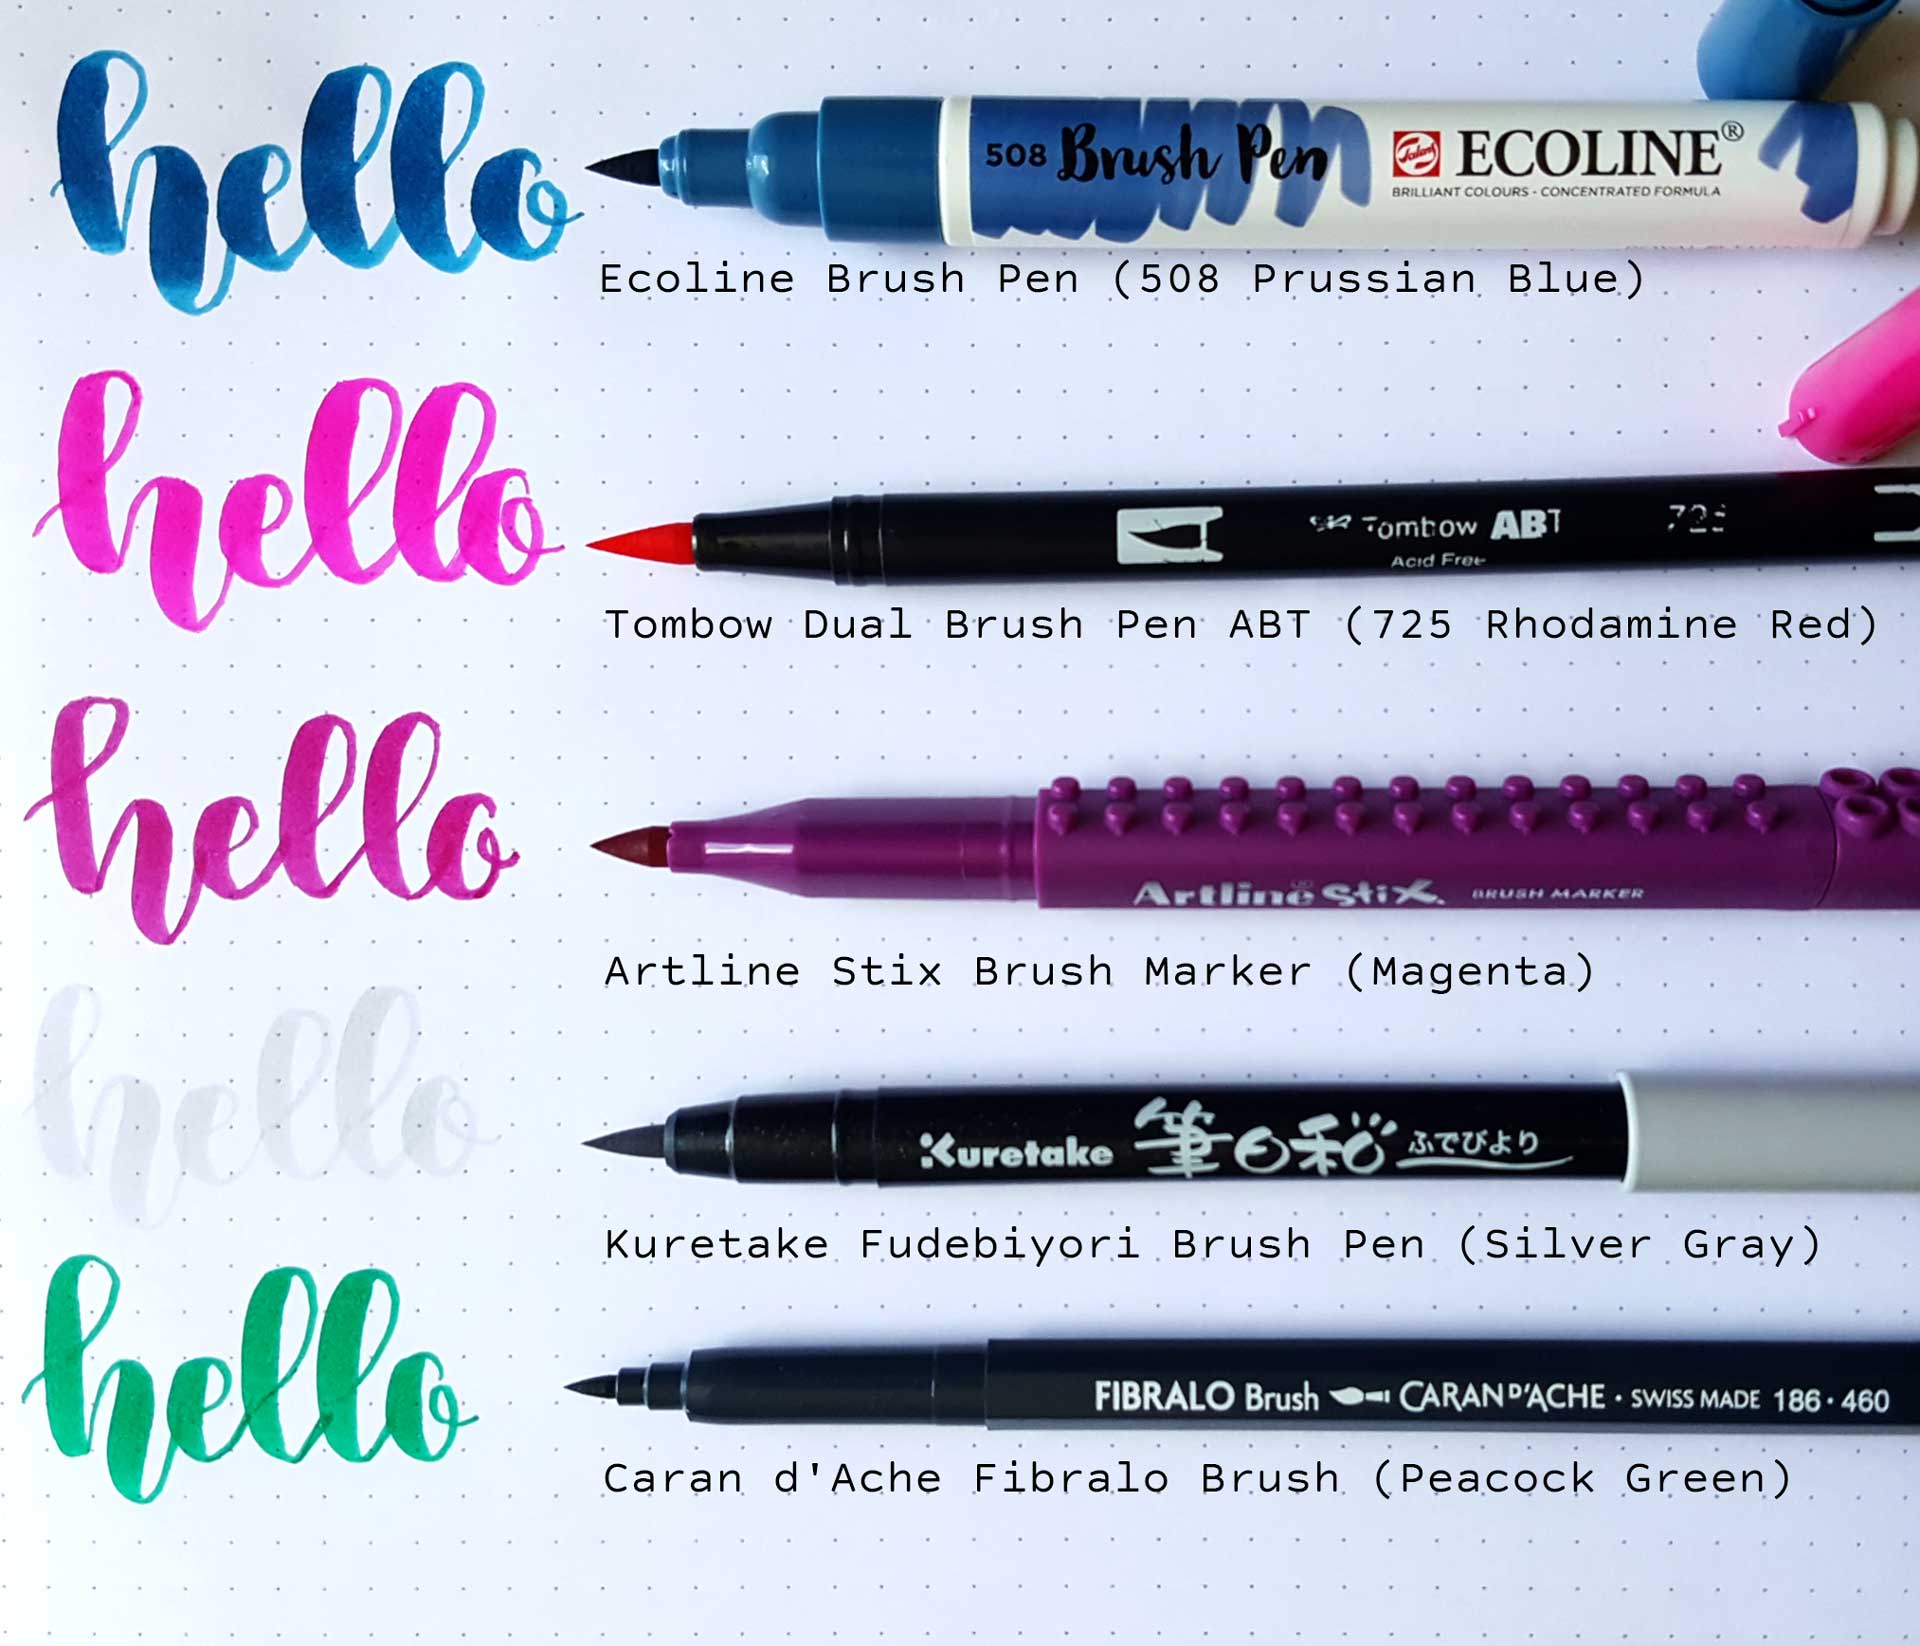 hello
508 Brush Pen
Talens
ECOLINE®
BRILLIANT COLOURS - CONCENTRATED FORMULA
Ecoline Brush Pen (508 Prussian Blue)
hello
Tombow ABT
Acid Free
Tombow Dual Brush Pen ABT (725 Rhodamine Red)
hello
Artline Stix BRUSH MARKER
Artline Stix Brush Marker (Magenta)
hello
Kuretake 筆日和 ふでびより
Kuretake Fudebiyori Brush Pen (Silver Gray)
hello
FIBRALO Brush CARAN D'ACHE · SWISS MADE 186 · 460
Caran d'Ache Fibralo Brush (Peacock Green)